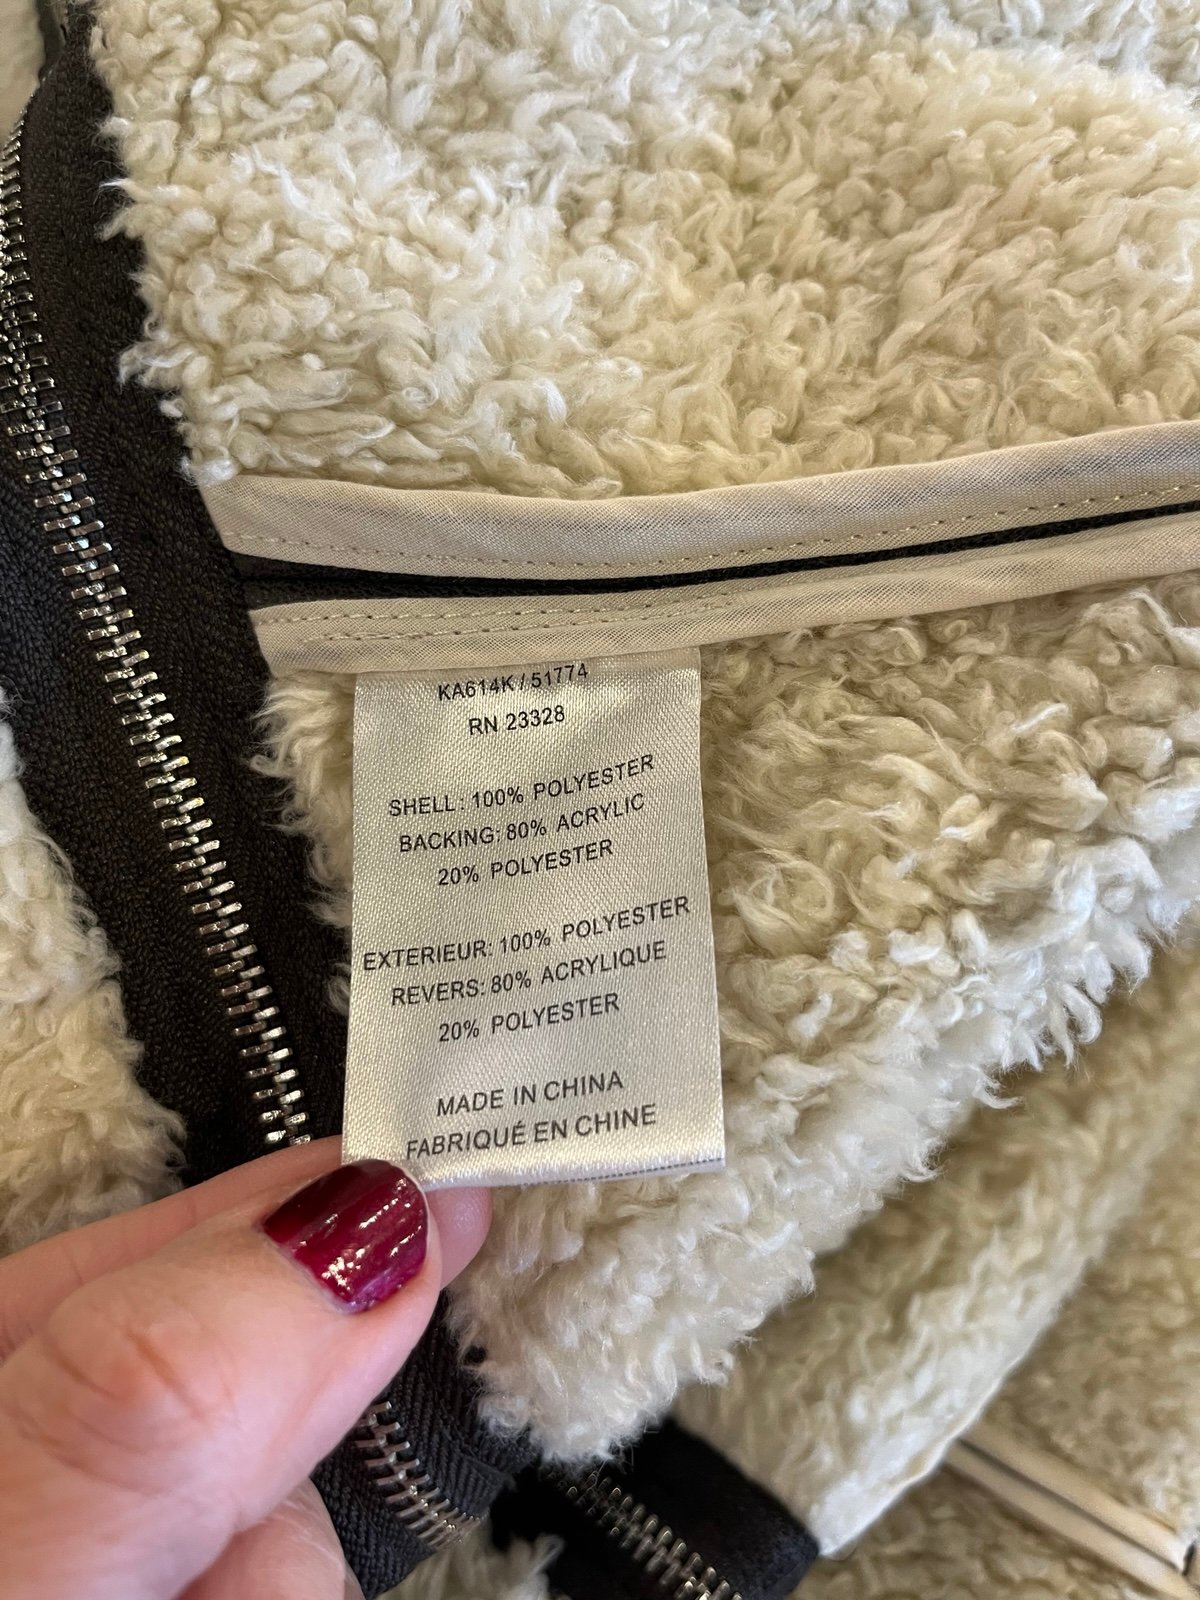 KA614K / 51774
RN 23328
SHELL: 100% POLYESTER
BACKING: 80% ACRYLIC
20% POLYESTER
EXTERIEUR: 100% POLYESTER
REVERS: 80% ACRYLIQUE
20% POLYESTER
MADE IN CHINA
FABRIQUÉ EN CHINE